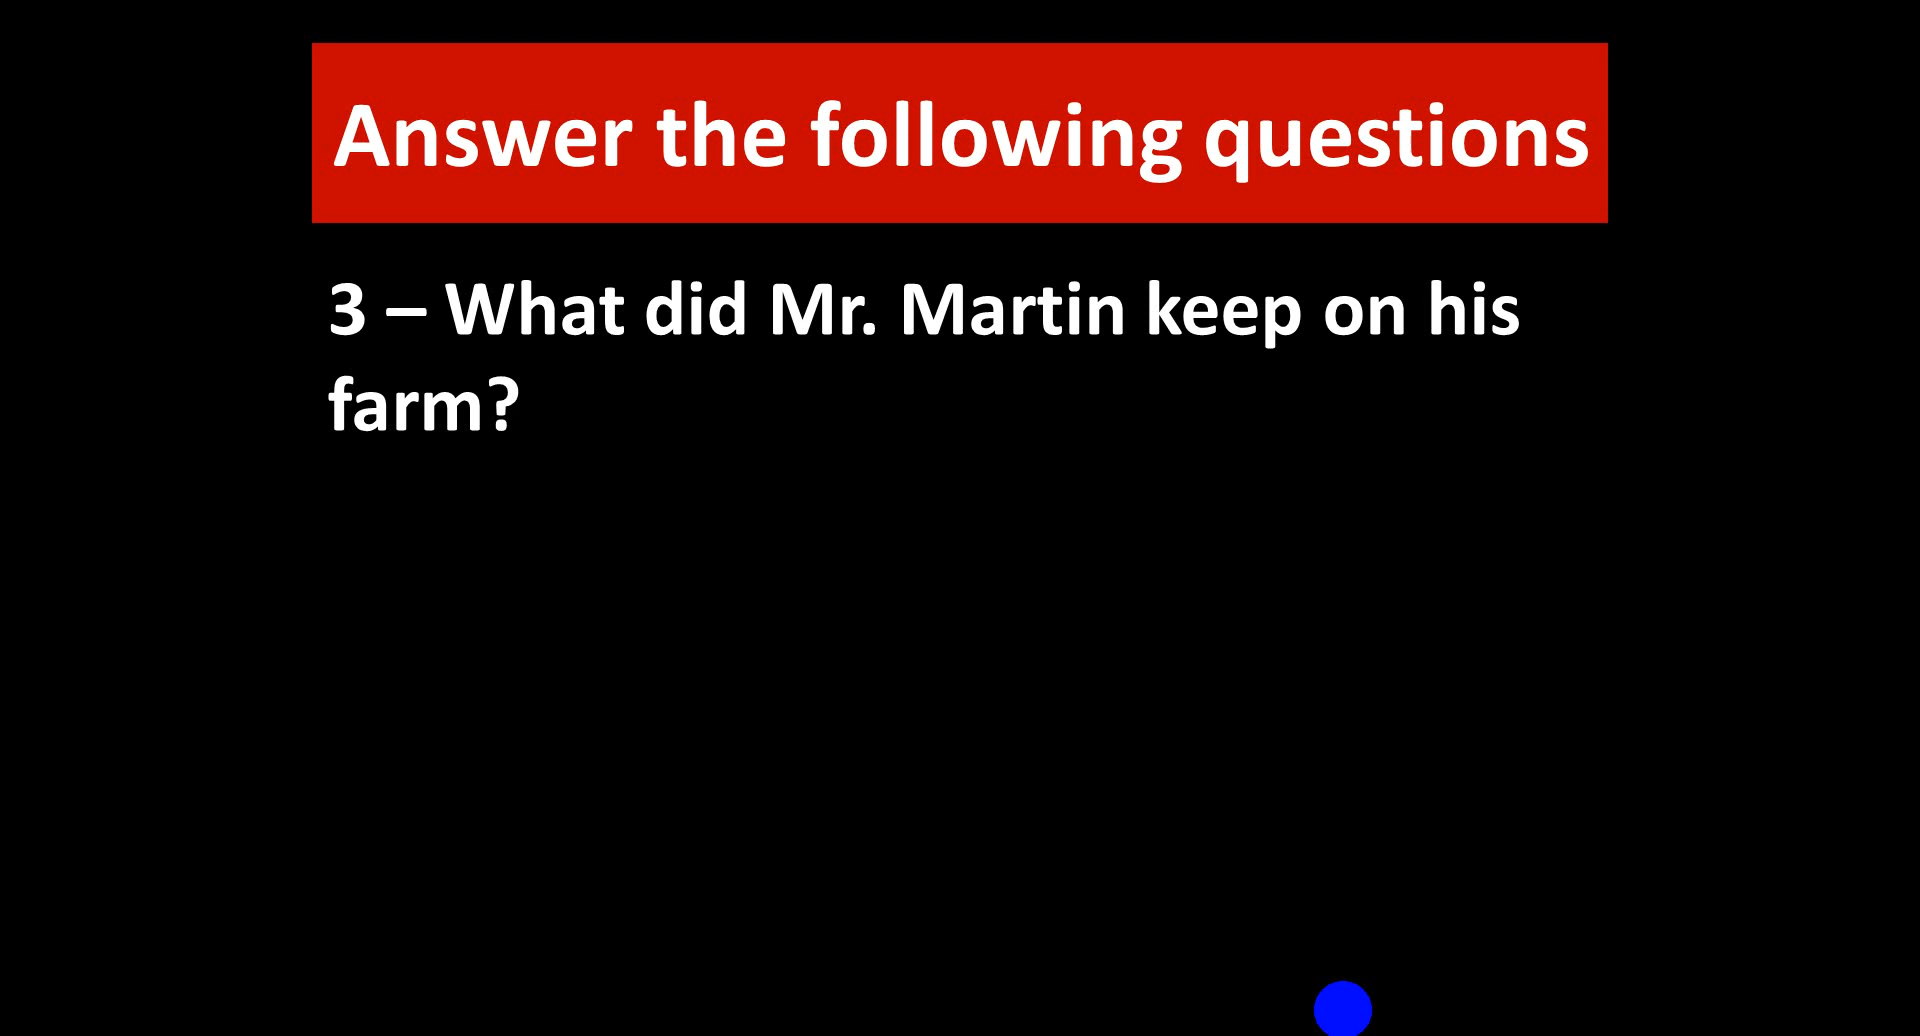 Answer the following questions
3 – What did Mr. Martin keep on his
farm?